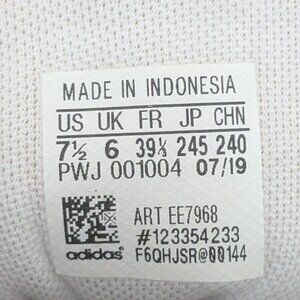 MADE IN INDONESIA
US UK FR JP CHN
7½ 6 39⅓ 245 240
PWJ 001004 07/19
ART EE7968
#123354233
adidas® F6QHJSR@00144